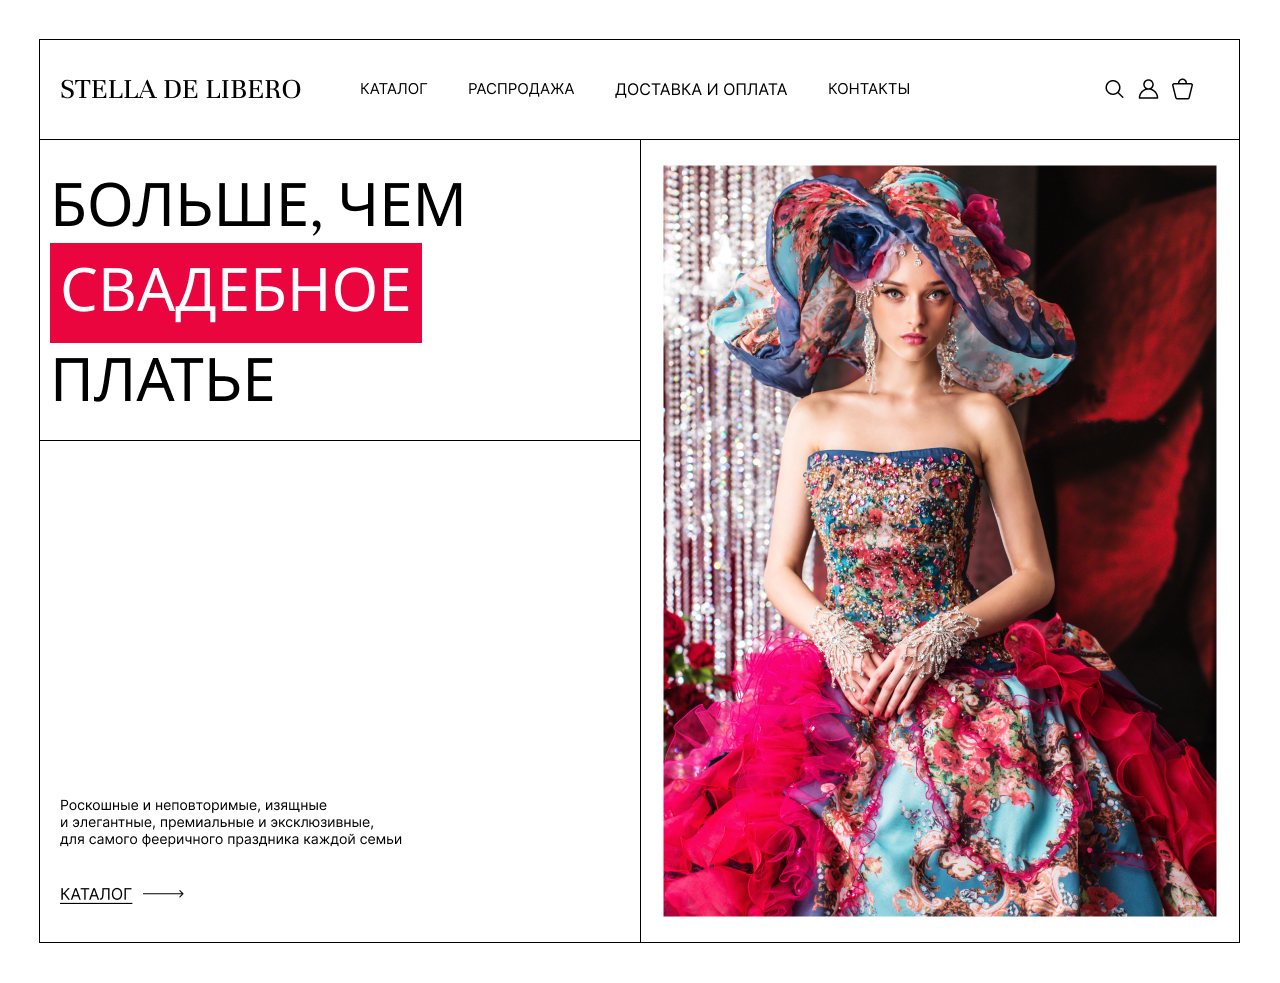 STELLA DE LIBERO
КАТАЛОГ
РАСПРОДАЖА
ДОСТАВКА И ОПЛАТА
КОНТАКТЫ
БОЛЬШЕ, ЧЕМ
СВАДЕБНОЕ
ПЛАТЬЕ
Роскошные и неповторимые, изящные
и элегантные, премиальные и эксклюзивные,
для самого фееричного праздника каждой семьи
КАТАЛОГ